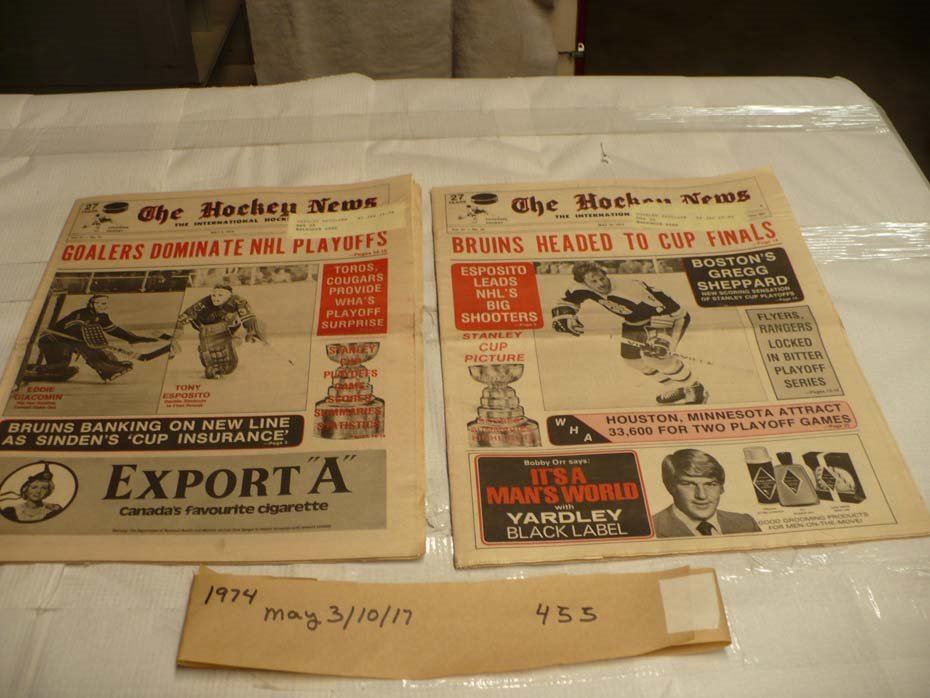 27
The Hockey News
THE INTERNATIONAL
GOALERS DOMINATE NHL PLAYOFFS
TOROS,
COUGARS
PROVIDE
WHA'S
PLAYOFF
SURPRISE
EDDIE
GIACOMIN
TONY
ESPOSITO
STANLEY
CUP
PLAYOFFS
GAME
SCORES
SUMMARIES
STATISTICS
BRUINS BANKING ON NEW LINE
AS SINDEN'S 'CUP INSURANCE'
EXPORT "A"
Canada's favourite cigarette
27
The Hockey News
THE INTERNATION
BRUINS HEADED TO CUP FINALS
ESPOSITO
LEADS
NHL'S
BIG
SHOOTERS
BOSTON'S
GREGG
SHEPPARD
NEW SCORING SENSATION
OF STANLEY CUP PLAYOFFS
STANLEY
CUP
PICTURE
FLYERS,
RANGERS
LOCKED
IN BITTER
PLAYOFF
SERIES
WHA
HOUSTON, MINNESOTA ATTRACT
33,600 FOR TWO PLAYOFF GAMES
Bobby Orr says:
IT'S A
MAN'S WORLD
with
YARDLEY
BLACK LABEL
GOOD GROOMING PRODUCTS
FOR MEN-ON-THE-MOVE!
1974 may 3/10/17 455